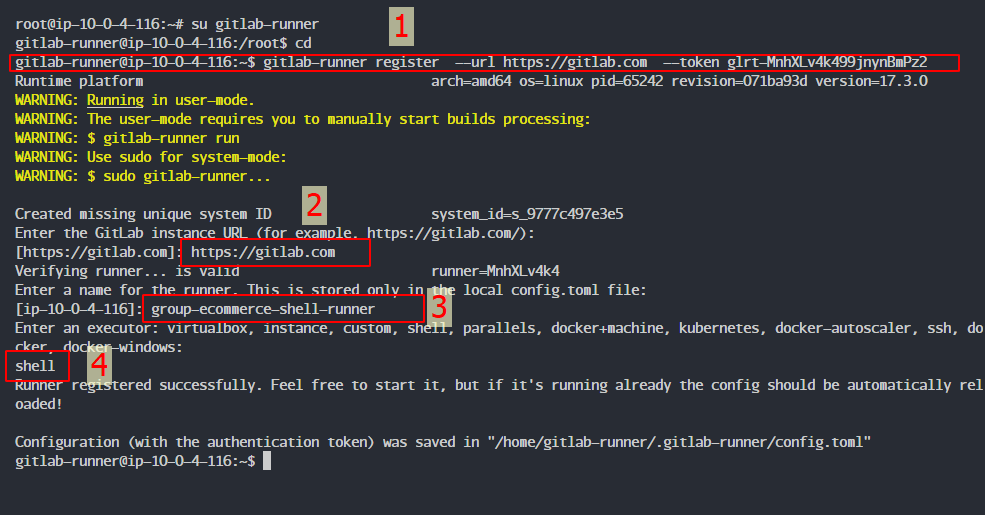 root@ip-10-0-4-116:~# su gitlab-runner
1
gitlab-runner@ip-10-0-4-116:/root$ cd
gitlab-runner@ip-10-0-4-116:~$ gitlab-runner register --url https://gitlab.com --token glrt-MnhXLv4k499jnynBmPz2
Runtime platform arch=amd64 os=linux pid=65242 revision=071ba93d version=17.3.0
WARNING: Running in user-mode.
WARNING: The user-mode requires you to manually start builds processing:
WARNING: $ gitlab-runner run
WARNING: Use sudo for system-mode:
WARNING: $ sudo gitlab-runner...
2
Created missing unique system ID system_id=s_9777c497e3e5
Enter the GitLab instance URL (for example, https://gitlab.com/):
[https://gitlab.com]: https://gitlab.com
Verifying runner... is valid runner=MnhXLv4k4
Enter a name for the runner. This is stored only in the local config.toml file:
[ip-10-0-4-116]: group-ecommerce-shell-runner
3
Enter an executor: virtualbox, instance, custom, shell, parallels, docker+machine, kubernetes, docker-autoscaler, ssh, do
cker, docker-windows:
shell
4
Runner registered successfully. Feel free to start it, but if it's running already the config should be automatically rel
oaded!
Configuration (with the authentication token) was saved in "/home/gitlab-runner/.gitlab-runner/config.toml"
gitlab-runner@ip-10-0-4-116:~$